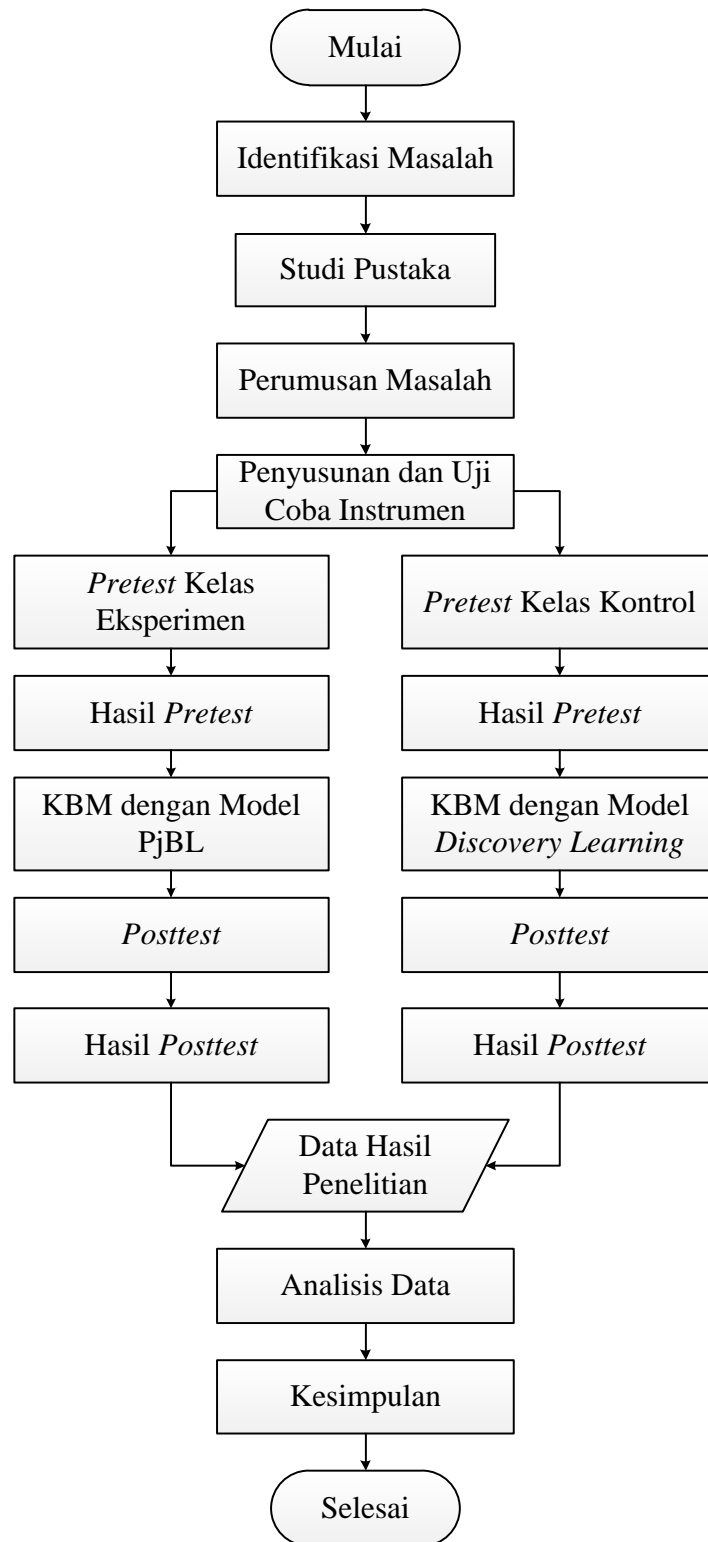 Mulai
Identifikasi Masalah
Studi Pustaka
Perumusan Masalah
Penyusunan dan Uji
Coba Instrumen
Pretest Kelas
Eksperimen
Pretest Kelas Kontrol
Hasil Pretest
Hasil Pretest
KBM dengan Model
PjBL
KBM dengan Model
Discovery Learning
Posttest
Posttest
Hasil Posttest
Hasil Posttest
Data Hasil
Penelitian
Analisis Data
Kesimpulan
Selesai